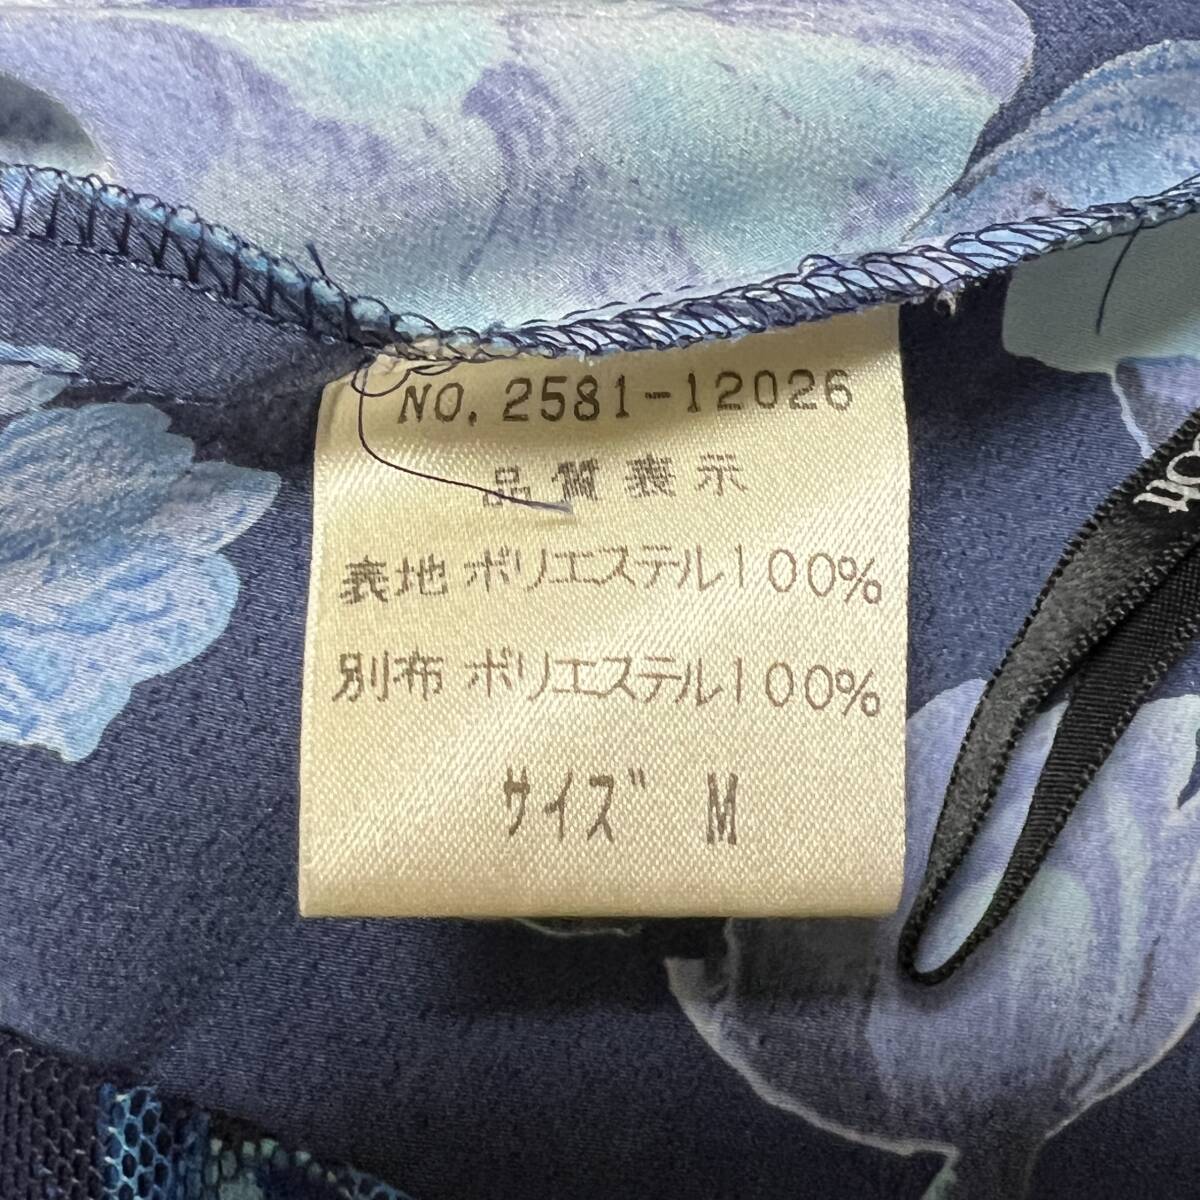 NO. 2581-12026
品質表示
表地 ポリエステル100%
別布 ポリエステル100%
サイズ M